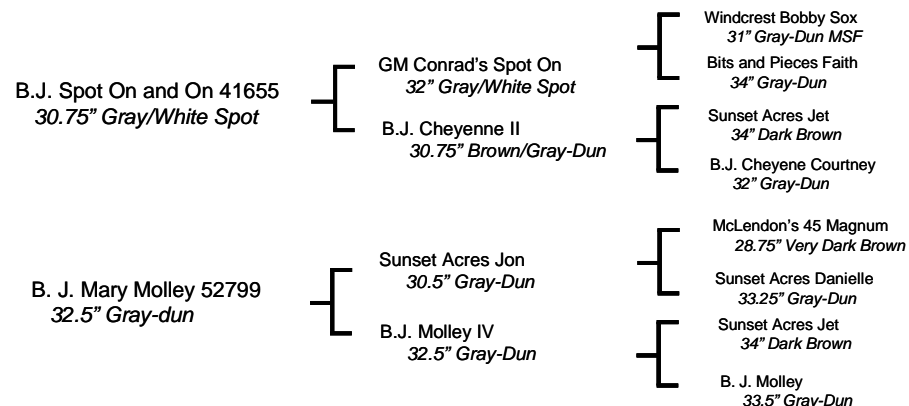 Windcrest Bobby Sox
31” Gray-Dun MSF
GM Conrad’s Spot On
32” Gray/White Spot
Bits and Pieces Faith
34” Gray-Dun
B.J. Spot On and On 41655
30.75” Gray/White Spot
B.J. Cheyenne II
30.75” Brown/Gray-Dun
Sunset Acres Jet
34” Dark Brown
B.J. Cheyene Courtney
32” Gray-Dun
McLendon’s 45 Magnum
28.75” Very Dark Brown
Sunset Acres Jon
30.5” Gray-Dun
Sunset Acres Danielle
33.25” Gray-Dun
B. J. Mary Molley 52799
32.5” Gray-dun
B.J. Molley IV
32.5” Gray-Dun
Sunset Acres Jet
34” Dark Brown
B. J. Molley
33.5” Gray-Dun